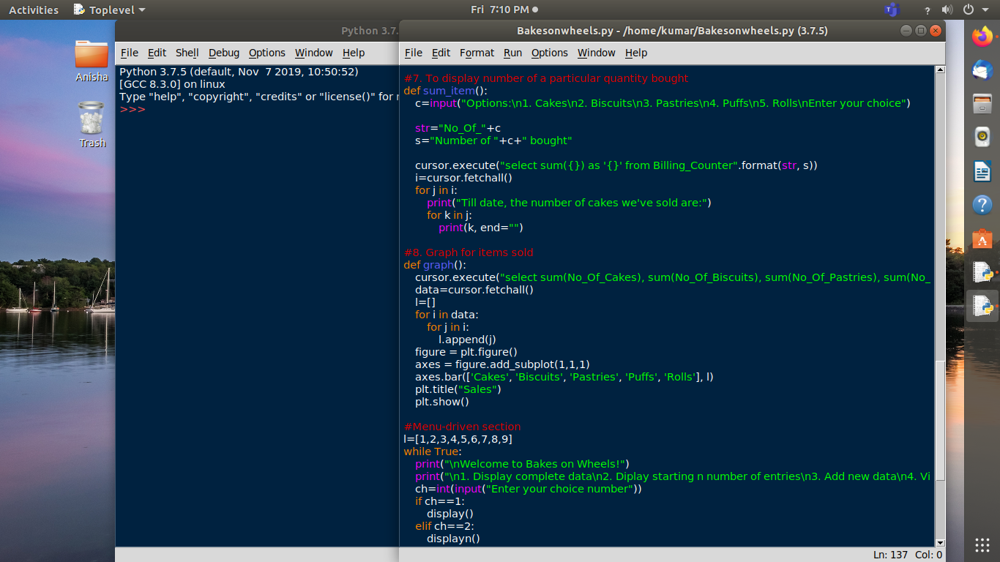 Activities
Toplevel
Fri 7:10 PM
?
Anisha
Trash
Python 3.7.
File Edit Shell Debug Options Window Help
Python 3.7.5 (default, Nov  7 2019, 10:50:52)
[GCC 8.3.0] on linux
Type "help", "copyright", "credits" or "license()" for
>>>
Bakesonwheels.py - /home/kumar/Bakesonwheels.py (3.7.5)
File Edit Format Run Options Window Help
#7. To display number of a particular quantity bought
def sum_item():
    c=input("Options:\n1. Cakes\n2. Biscuits\n3. Pastries\n4. Puffs\n5. Rolls\nEnter your choice")
    str="No_Of_"+c
    s="Number of "+c+" bought"
    cursor.execute("select sum({}) as '{}' from Billing_Counter".format(str, s))
    i=cursor.fetchall()
    for j in i:
        print("Till date, the number of cakes we've sold are:")
        for k in j:
            print(k, end="")
#8. Graph for items sold
def graph():
    cursor.execute("select sum(No_Of_Cakes), sum(No_Of_Biscuits), sum(No_Of_Pastries), sum(No_
    data=cursor.fetchall()
    l=[]
    for i in data:
        for j in i:
            l.append(j)
    figure = plt.figure()
    axes = figure.add_subplot(1,1,1)
    axes.bar(['Cakes', 'Biscuits', 'Pastries', 'Puffs', 'Rolls'], l)
    plt.title("Sales")
    plt.show()
#Menu-driven section
l=[1,2,3,4,5,6,7,8,9]
while True:
    print("\nWelcome to Bakes on Wheels!")
    print("\n1. Display complete data\n2. Diplay starting n number of entries\n3. Add new data\n4. Vi
    ch=int(input("Enter your choice number"))
    if ch==1:
        display()
    elif ch==2:
        displayn()
Ln: 137 Col: 0